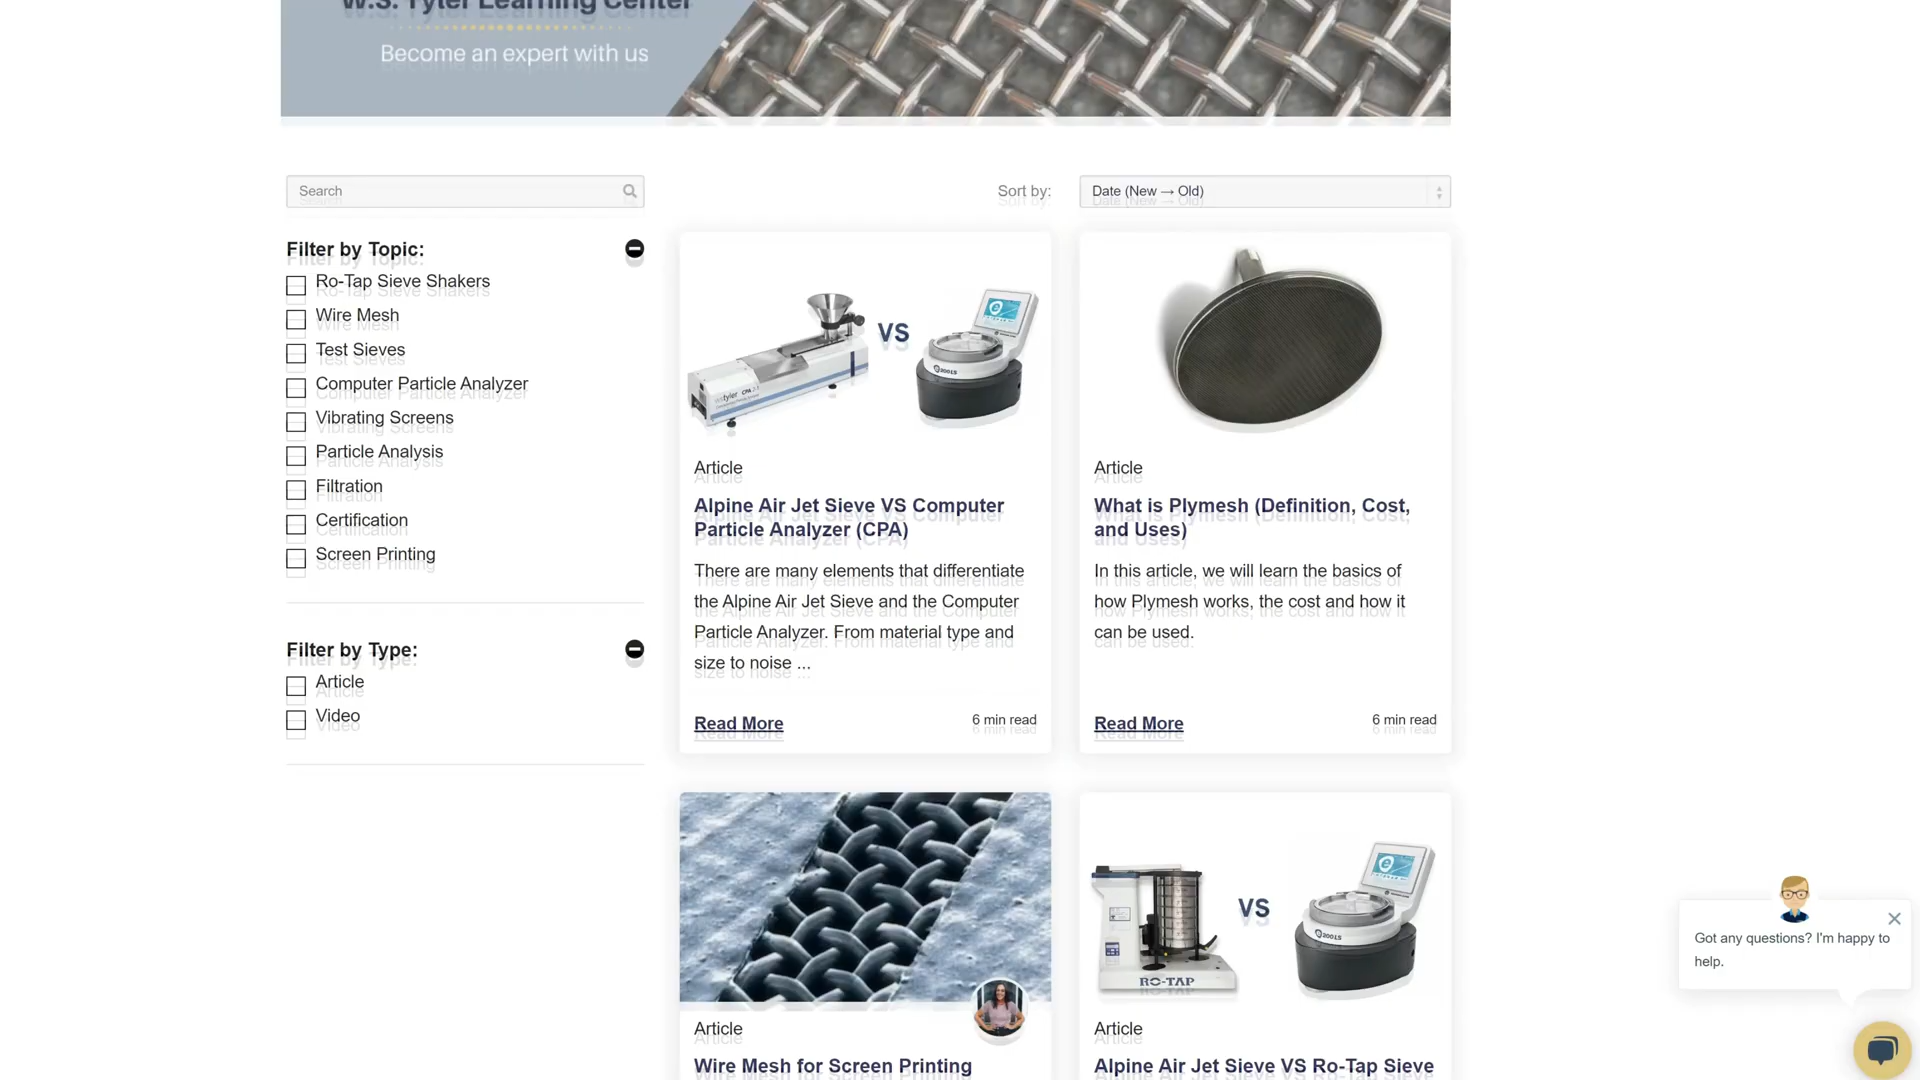 W.S. Tyler Learning Center
Become an expert with us
Search
Sort by:
Date (New → Old)
Filter by Topic:
Ro-Tap Sieve Shakers
Wire Mesh
Test Sieves
Computer Particle Analyzer
Vibrating Screens
Particle Analysis
Filtration
Certification
Screen Printing
Filter by Type:
Article
Video
VS
Article
Alpine Air Jet Sieve VS Computer
Particle Analyzer (CPA)
There are many elements that differentiate
the Alpine Air Jet Sieve and the Computer
Particle Analyzer. From material type and
size to noise ...
Read More
6 min read
Article
What is Plymesh (Definition, Cost,
and Uses)
In this article, we will learn the basics of
how Plymesh works, the cost and how it
can be used.
Read More
6 min read
Article
Wire Mesh for Screen Printing
RO-TAP
VS
Article
Alpine Air Jet Sieve VS Ro-Tap Sieve
Got any questions? I'm happy to
help.